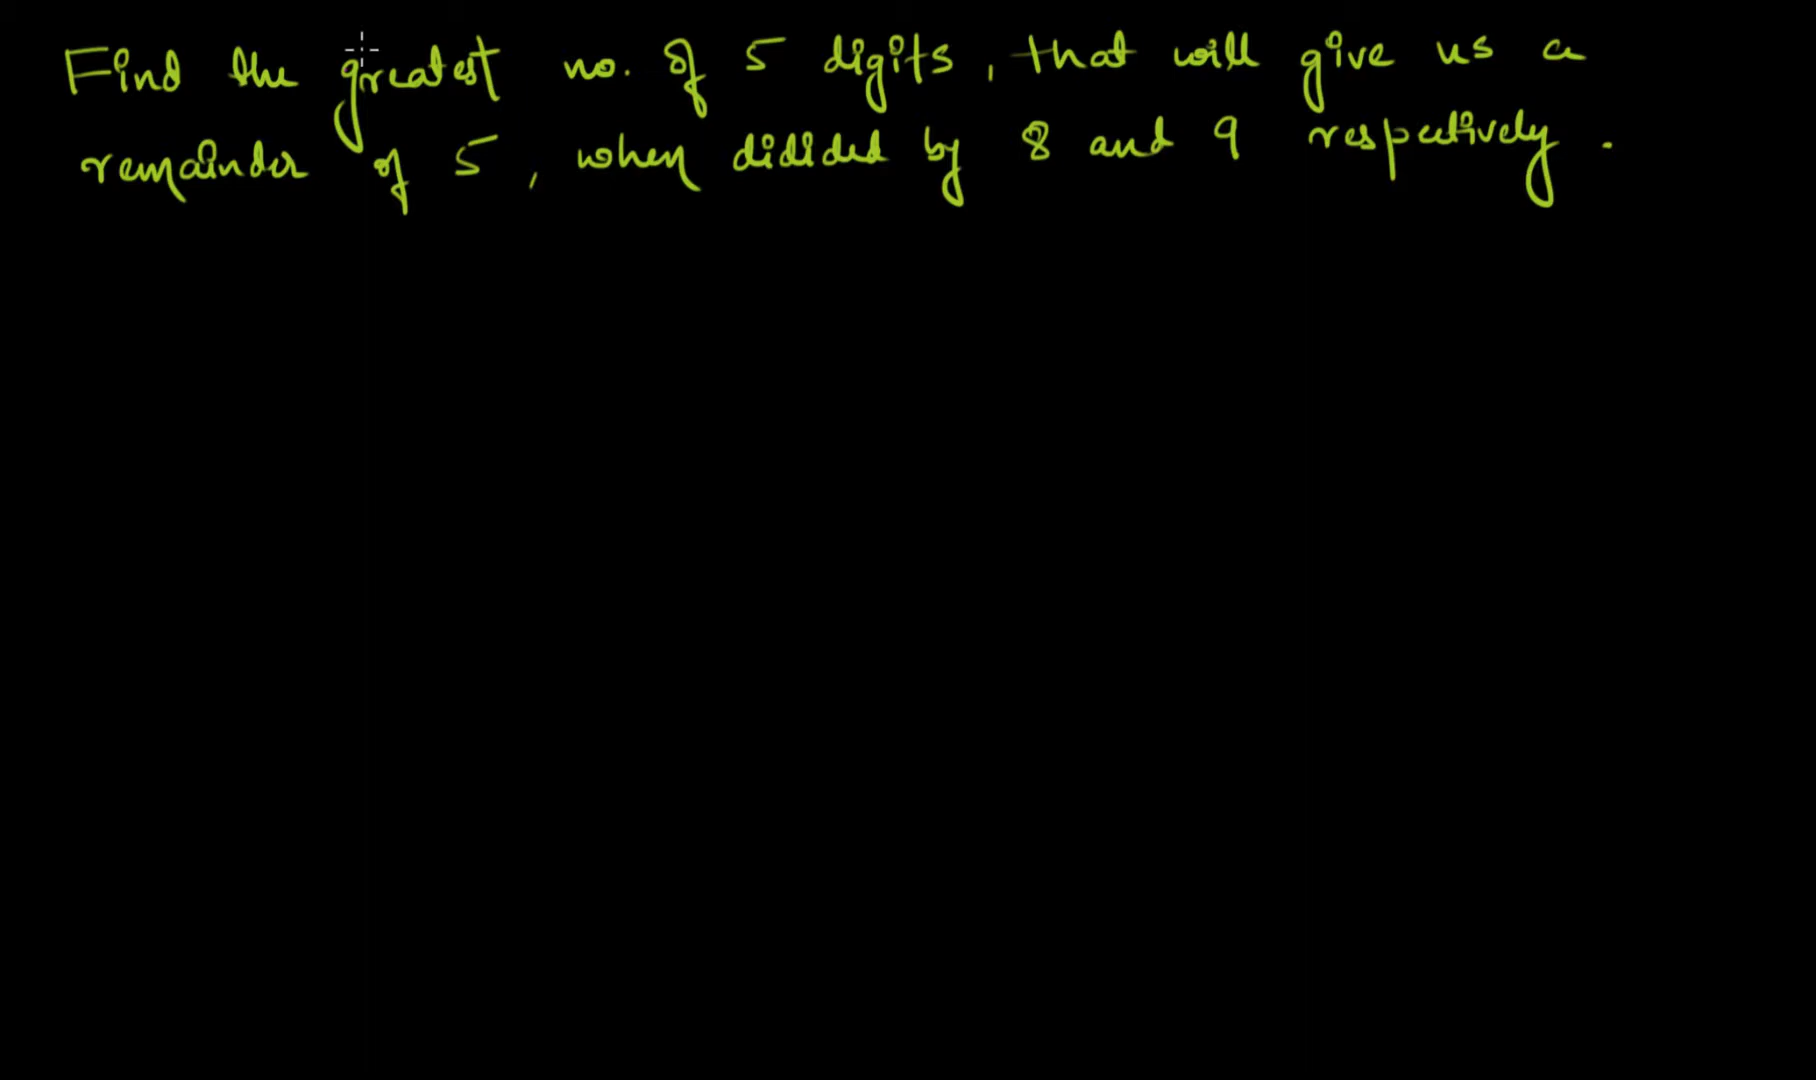 Find the greatest no. of 5 digits, that will give us a
remainder of 5, when didided by 8 and 9 respectively.